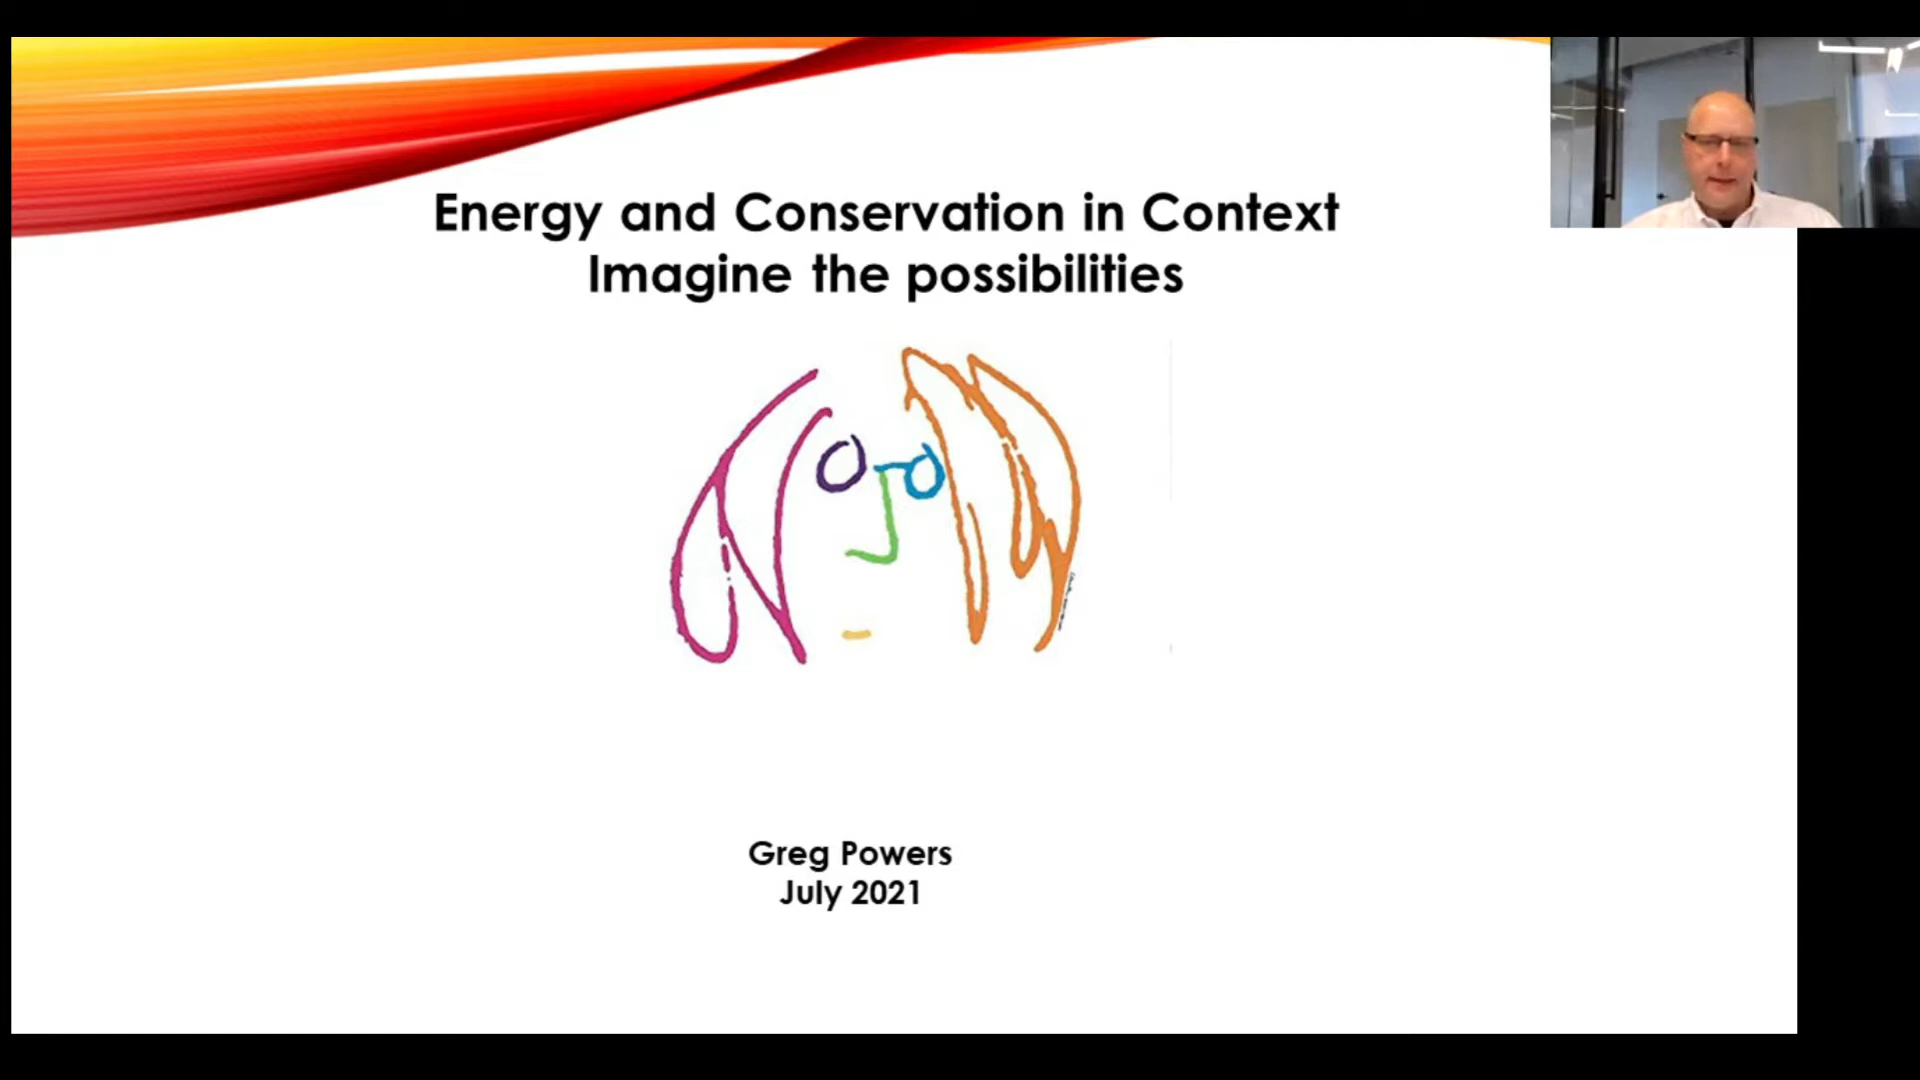 Energy and Conservation in Context
Imagine the possibilities
Greg Powers
July 2021